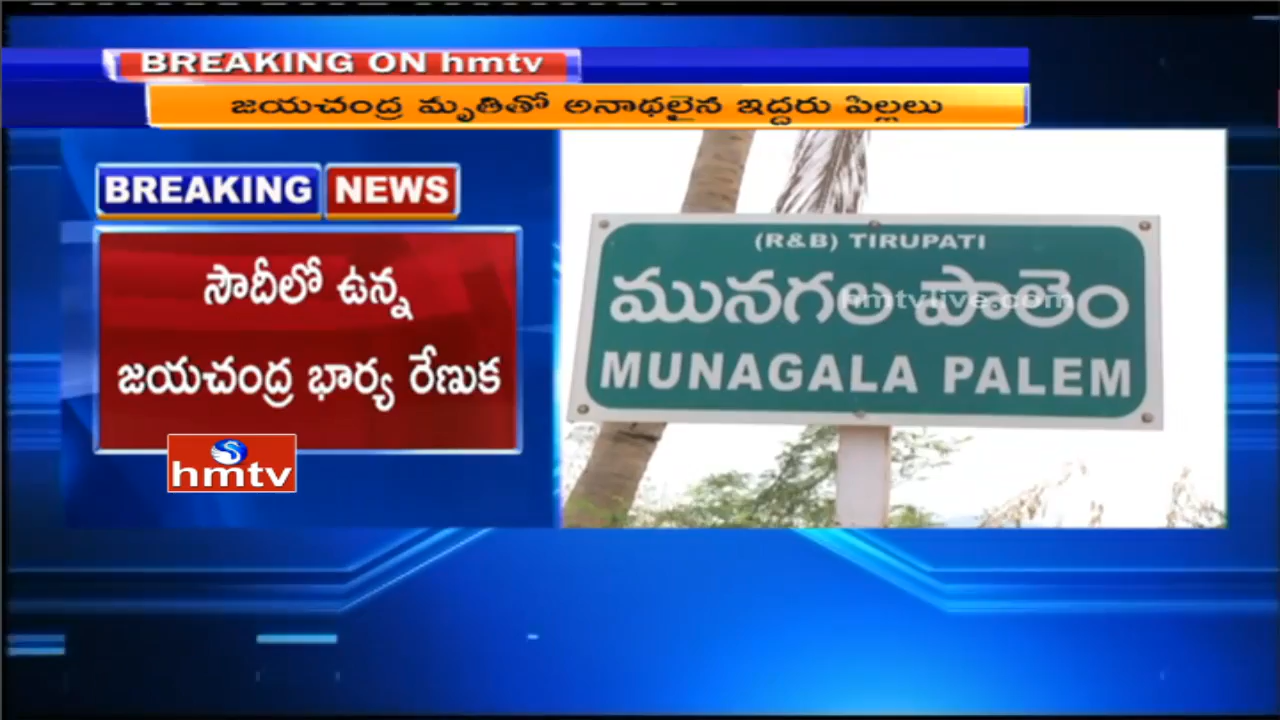 BREAKING ON hmtv
జయచంద్ర మృతితో అనాథలైన ఇద్దరు పిల్లలు
BREAKING NEWS
సౌదీలో ఉన్న
జయచంద్ర భార్య రేణుక
hmtv
(R&B) TIRUPATI
మునగల పాలెం
hmtvlive.com
MUNAGALA PALEM